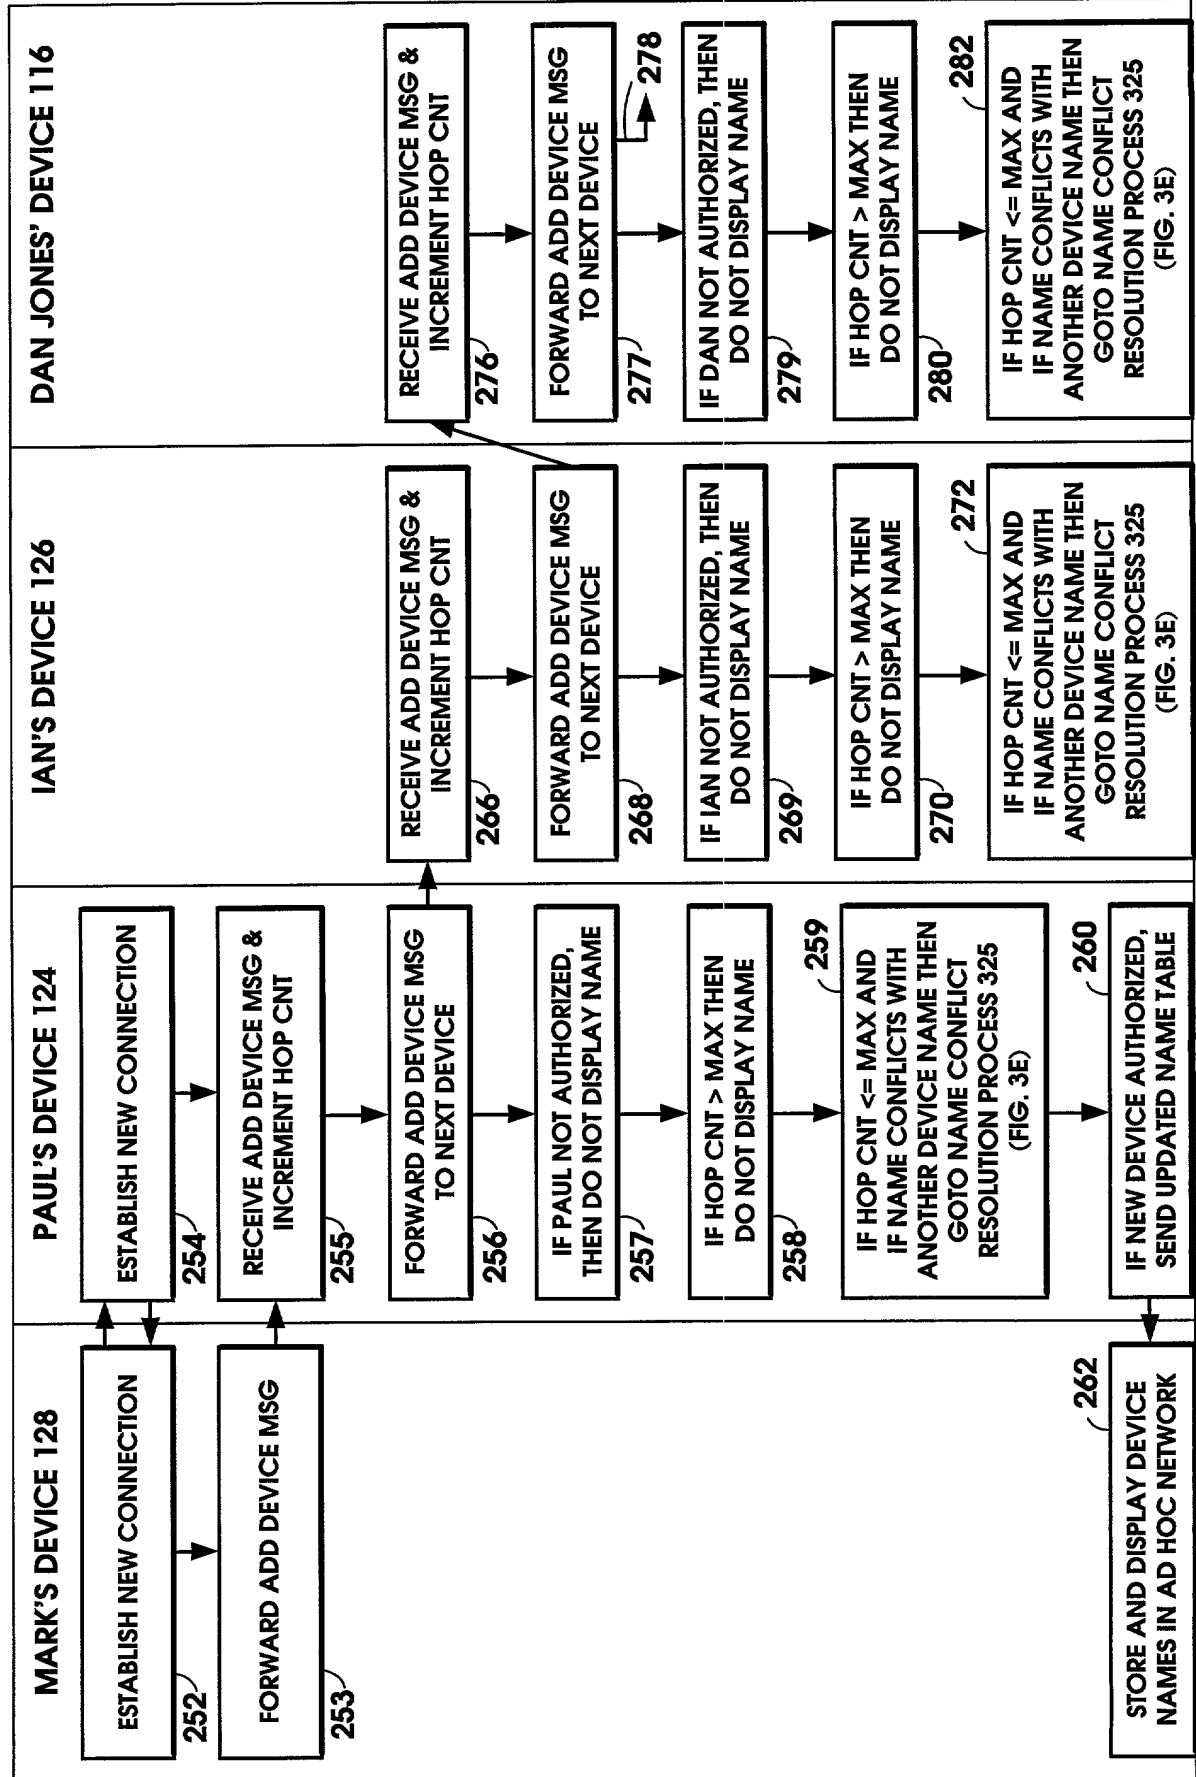 MARK'S DEVICE 128
ESTABLISH NEW CONNECTION
252
FORWARD ADD DEVICE MSG
253
STORE AND DISPLAY DEVICE
NAMES IN AD HOC NETWORK
262
PAUL'S DEVICE 124
ESTABLISH NEW CONNECTION
254
RECEIVE ADD DEVICE MSG &
INCREMENT HOP CNT
255
FORWARD ADD DEVICE MSG
TO NEXT DEVICE
256
IF PAUL NOT AUTHORIZED,
THEN DO NOT DISPLAY NAME
257
IF HOP CNT > MAX THEN
DO NOT DISPLAY NAME
258
IF HOP CNT <= MAX AND
IF NAME CONFLICTS WITH
ANOTHER DEVICE NAME THEN
GOTO NAME CONFLICT
RESOLUTION PROCESS 325
(FIG. 3E)
259
IF NEW DEVICE AUTHORIZED,
SEND UPDATED NAME TABLE
260
IAN'S DEVICE 126
RECEIVE ADD DEVICE MSG &
INCREMENT HOP CNT
266
FORWARD ADD DEVICE MSG
TO NEXT DEVICE
268
IF IAN NOT AUTHORIZED, THEN
DO NOT DISPLAY NAME
269
IF HOP CNT > MAX THEN
DO NOT DISPLAY NAME
270
IF HOP CNT <= MAX AND
IF NAME CONFLICTS WITH
ANOTHER DEVICE NAME THEN
GOTO NAME CONFLICT
RESOLUTION PROCESS 325
(FIG. 3E)
272
DAN JONES' DEVICE 116
RECEIVE ADD DEVICE MSG &
INCREMENT HOP CNT
276
FORWARD ADD DEVICE MSG
TO NEXT DEVICE
277
278
IF DAN NOT AUTHORIZED, THEN
DO NOT DISPLAY NAME
279
IF HOP CNT > MAX THEN
DO NOT DISPLAY NAME
280
IF HOP CNT <= MAX AND
IF NAME CONFLICTS WITH
ANOTHER DEVICE NAME THEN
GOTO NAME CONFLICT
RESOLUTION PROCESS 325
(FIG. 3E)
282